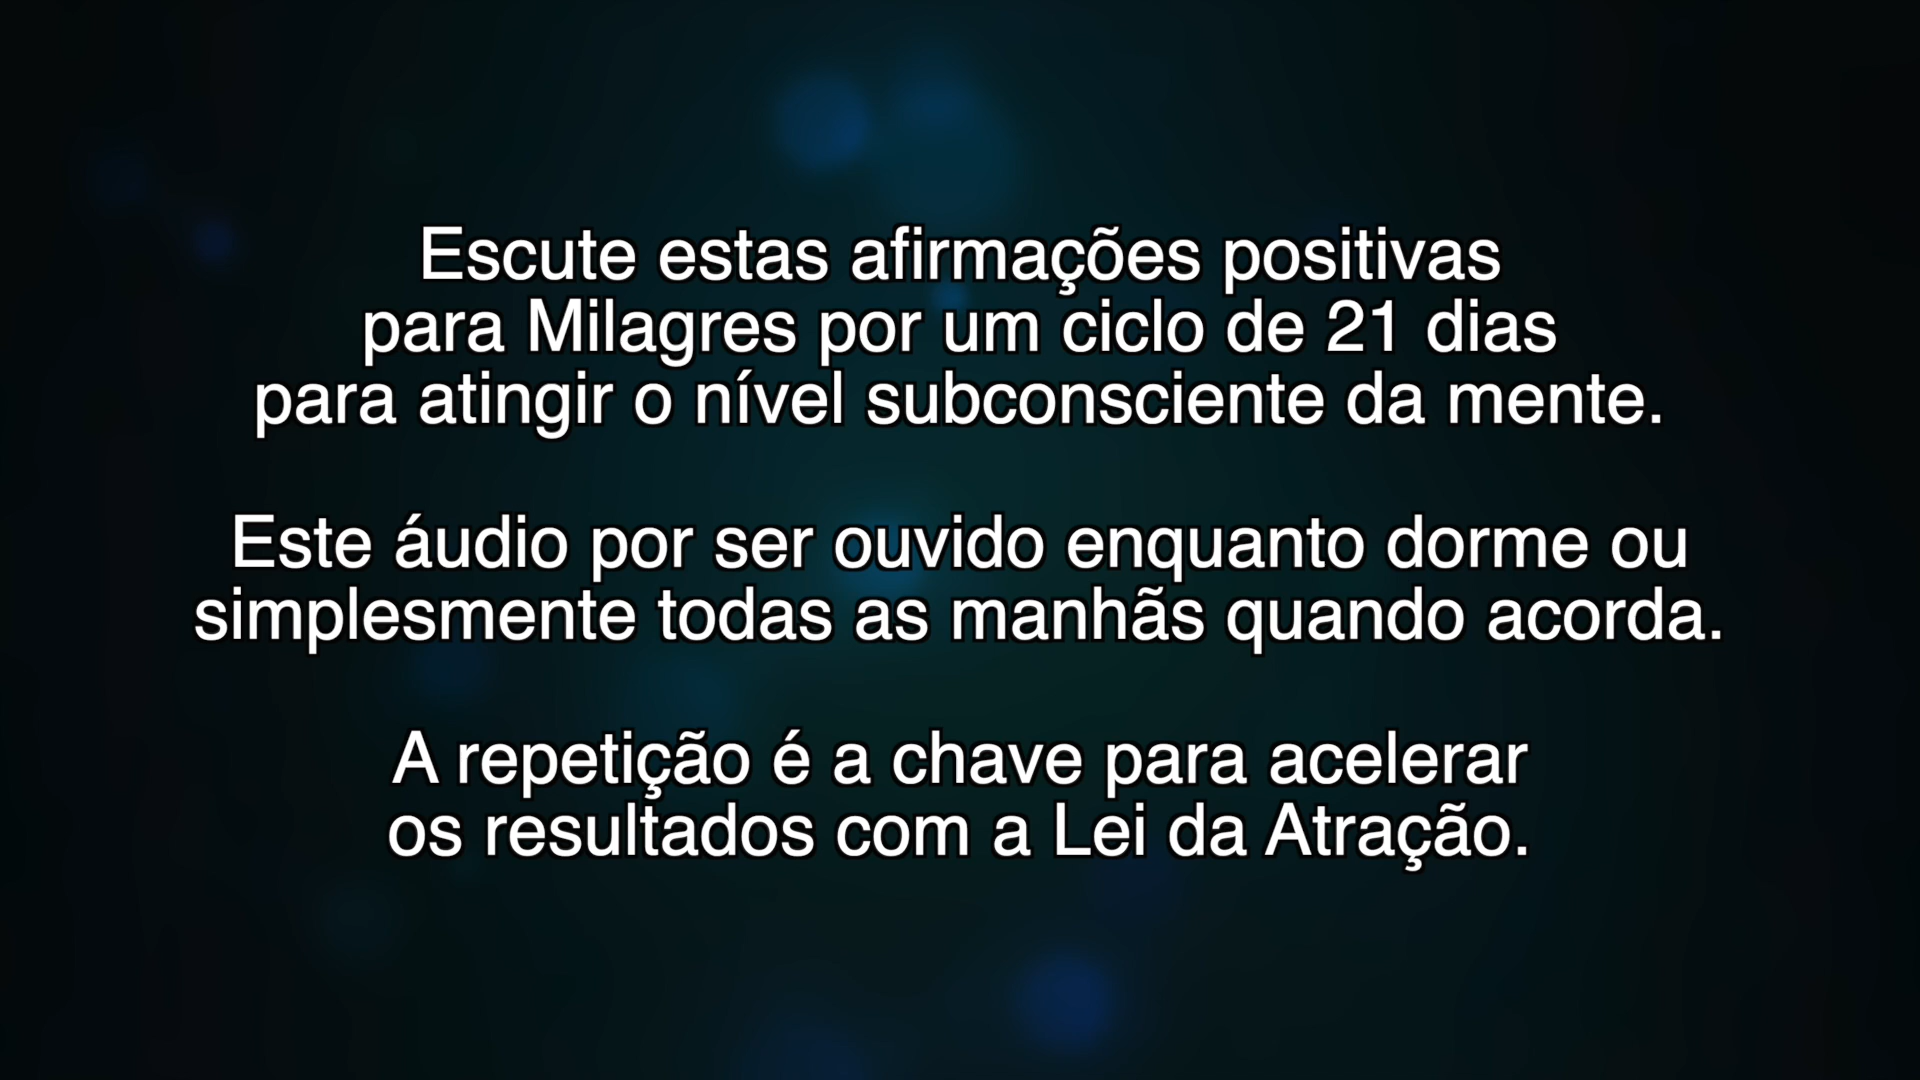 Escute estas afirmações positivas
para Milagres por um ciclo de 21 dias
para atingir o nível subconsciente da mente.
Este áudio por ser ouvido enquanto dorme ou
simplesmente todas as manhãs quando acorda.
A repetição é a chave para acelerar
os resultados com a Lei da Atração.